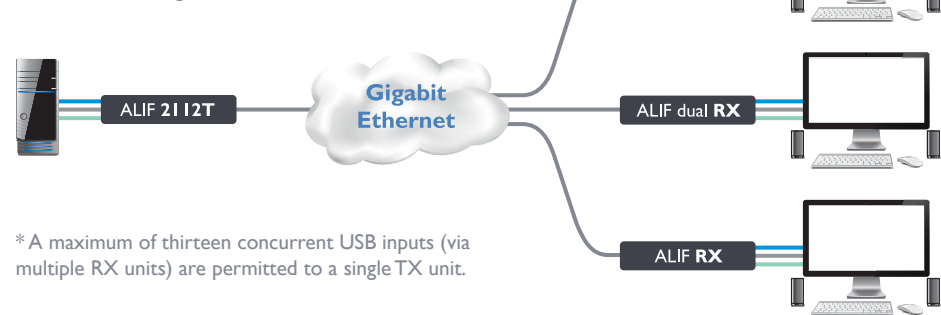 ALIF 2112T
Gigabit
Ethernet
ALIF dual RX
* A maximum of thirteen concurrent USB inputs (via
multiple RX units) are permitted to a single TX unit.
ALIF RX